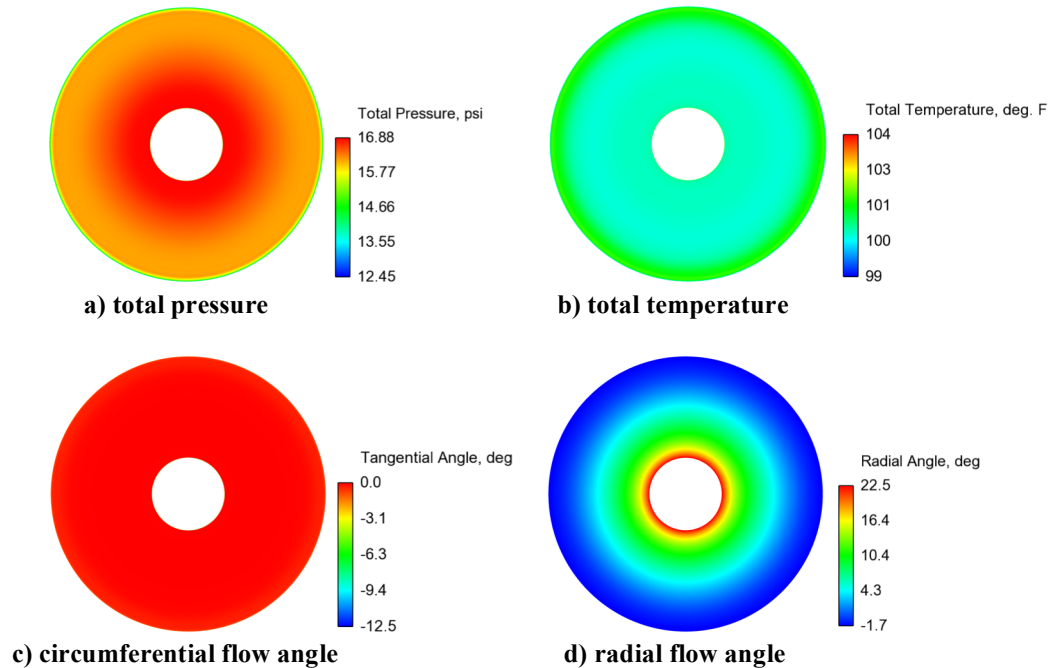 Total Pressure, psi
16.88
15.77
14.66
13.55
12.45
a) total pressure
Total Temperature, deg. F
104
103
101
100
99
b) total temperature
Tangential Angle, deg
0.0
-3.1
-6.3
-9.4
-12.5
c) circumferential flow angle
Radial Angle, deg
22.5
16.4
10.4
4.3
-1.7
d) radial flow angle